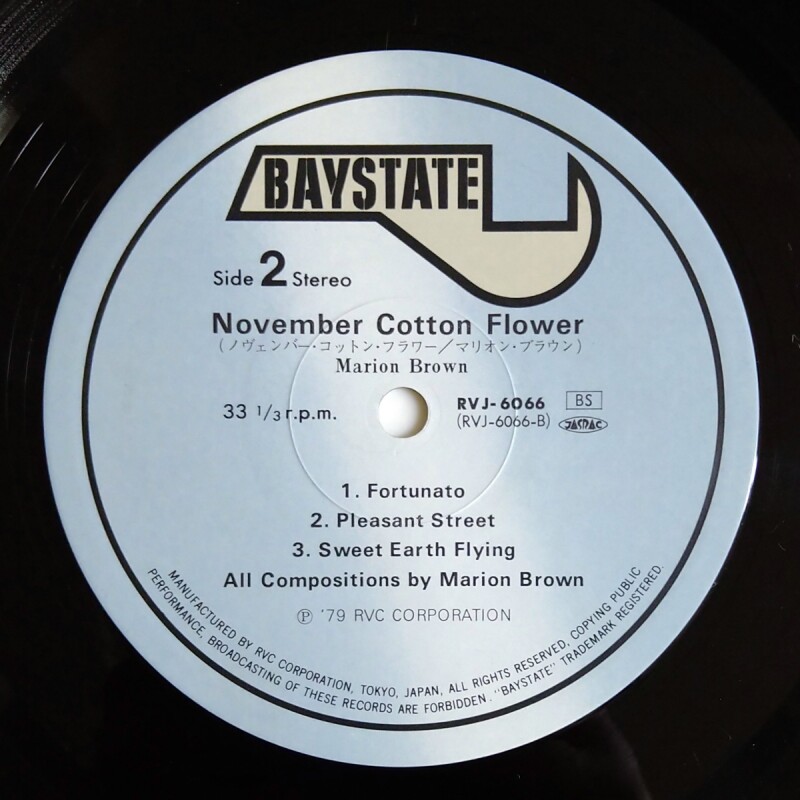 BAYSTATE
Side 2 Stereo
November Cotton Flower
(ノヴェンバー・コットン・フラワー/マリオン・ブラウン)
Marion Brown
33 1/3 r.p.m.
RVJ-6066 BS
(RVJ-6066-B) JASRAC
1. Fortunato
2. Pleasant Street
3. Sweet Earth Flying
All Compositions by Marion Brown
Ⓟ '79 RVC CORPORATION
MANUFACTURED BY RVC CORPORATION, TOKYO, JAPAN, ALL RIGHTS RESERVED, COPYING PUBLIC
PERFORMANCE, BROADCASTING OF THESE RECORDS ARE FORBIDDEN. "BAYSTATE" TRADEMARK REGISTERED.